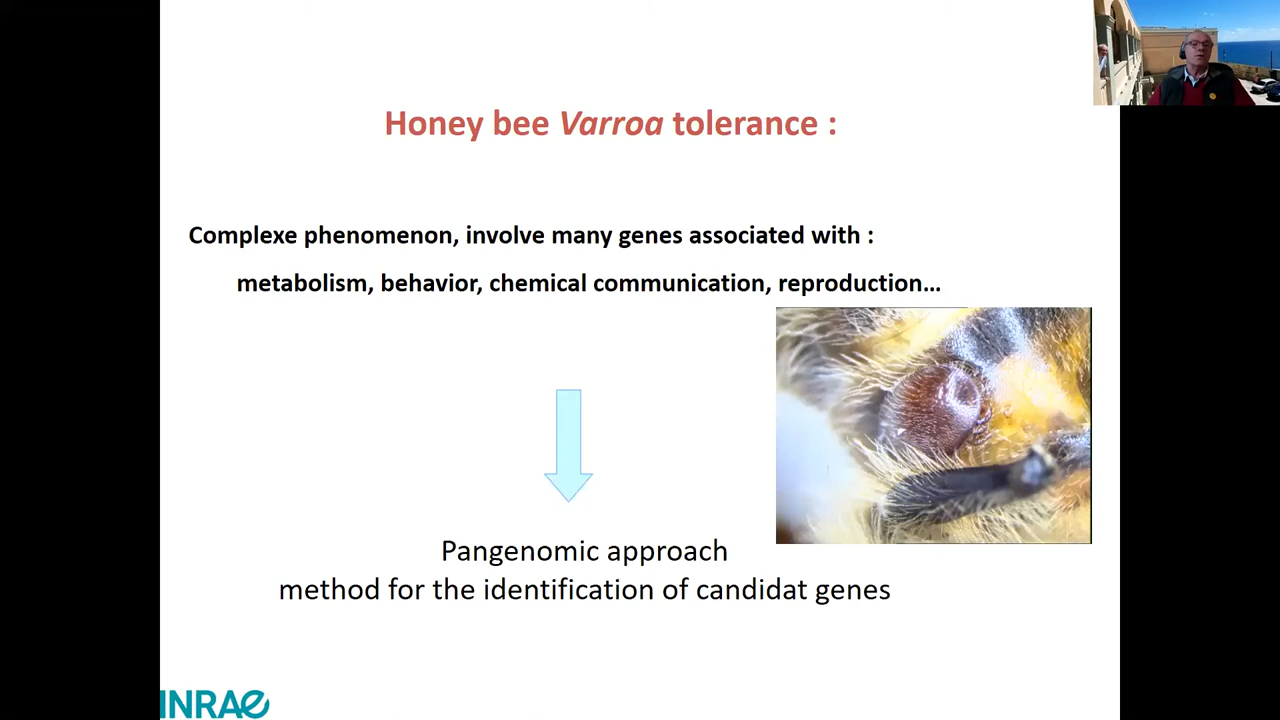 Honey bee Varroa tolerance :
Complexe phenomenon, involve many genes associated with :
metabolism, behavior, chemical communication, reproduction...
Pangenomic approach
method for the identification of candidat genes
INRAE